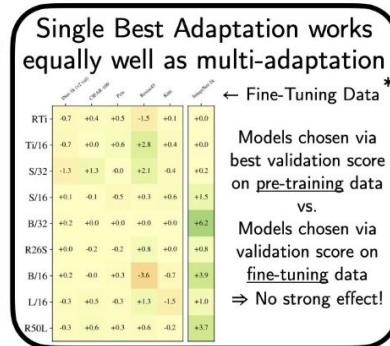 Single Best Adaptation works
equally well as multi-adaptation
*
← Fine-Tuning Data
CIFAR-100 Pets Kitti
RTi -0.7 +0.4 +0.5 -1.5 +0.1 +0.0
Ti/16 -0.7 +0.0 +0.6 +2.8 +0.4 +0.0
S/32 -1.3 +1.3 -0.0 +2.1 -0.4 +0.2
S/16 +0.1 -0.1 -0.5 +0.3 +0.6 +1.5
B/32 +0.2 +0.0 +0.0 +0.0 +0.0 +6.2
R26S -0.0 -0.2 -0.2 +0.8 +0.0 +0.8
B/16 +0.2 -0.0 +0.3 -3.6 -0.7 +3.9
L/16 -0.3 +0.5 -0.3 +1.3 -1.5 +1.0
R50L -0.3 +0.6 +0.3 +0.6 -0.2 +3.7
Models chosen via
best validation score
on pre-training data
vs.
Models chosen via
validation score on
fine-tuning data
⇒ No strong effect!